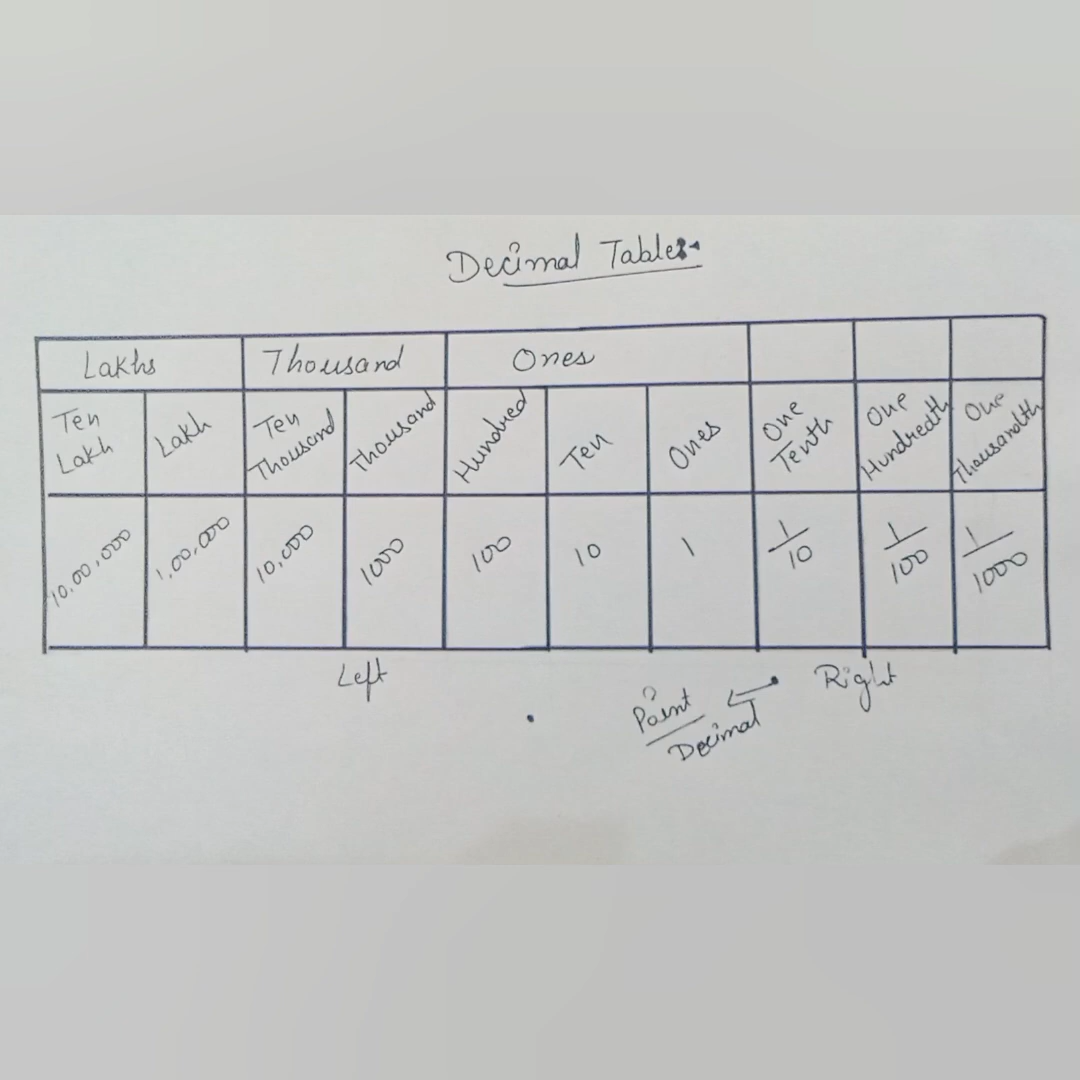 Decimal Table:-
Lakhs Thousand Ones
Ten Lakh Ten Thousand Hundred Ten Ones One One One
Lakh Thousand Tenth Hundredth Thousandth
10,00,000 1,00,000 10,000 1000 100 10 1 1/10 1/100 1/1000
Left Right
Point
Decimal